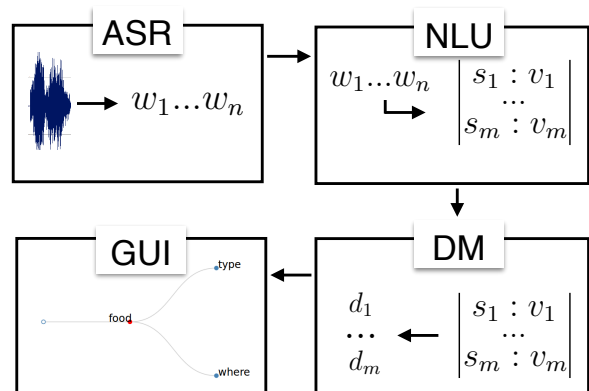 ASR
w₁...wₙ
NLU
w₁...wₙ
s₁ : v₁
...
sₘ : vₘ
GUI
type
food
where
DM
d₁
...
dₘ
s₁ : v₁
...
sₘ : vₘ